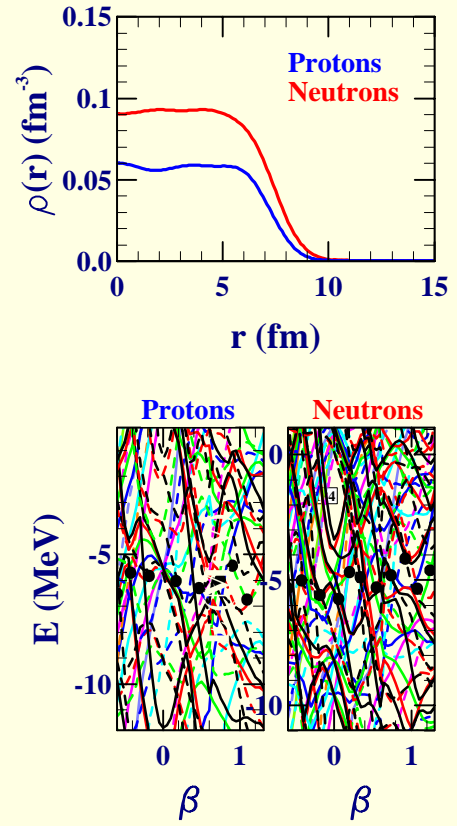 0.15
Protons
Neutrons
0.1
ρ(r) (fm⁻³)
0.05
0.0
0 5 10 15
r (fm)
Protons Neutrons
0
4
-5 -5
E (MeV)
-10 -10
0 1 0 1
β β